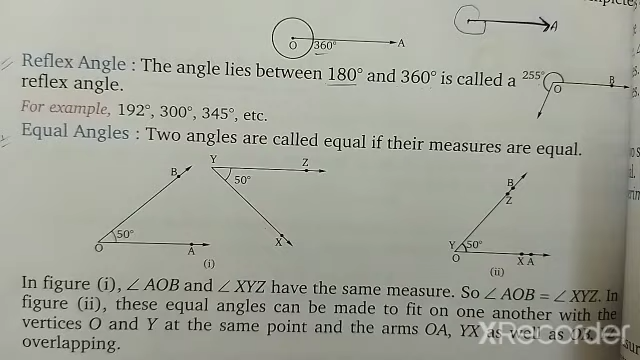 O 360° A
A
Reflex Angle : The angle lies between 180° and 360° is called a
reflex angle.
255° O B
For example, 192°, 300°, 345°, etc.
Equal Angles : Two angles are called equal if their measures are equal.
B Y Z
50°
O 50° A X
(i)
B
Z
Y 50°
O X A
(ii)
In figure (i), ∠ AOB and ∠ XYZ have the same measure. So ∠ AOB = ∠ XYZ. In
figure (ii), these equal angles can be made to fit on one another with the
vertices O and Y at the same point and the arms OA, YX as well as OB,
overlapping.
XRecorder